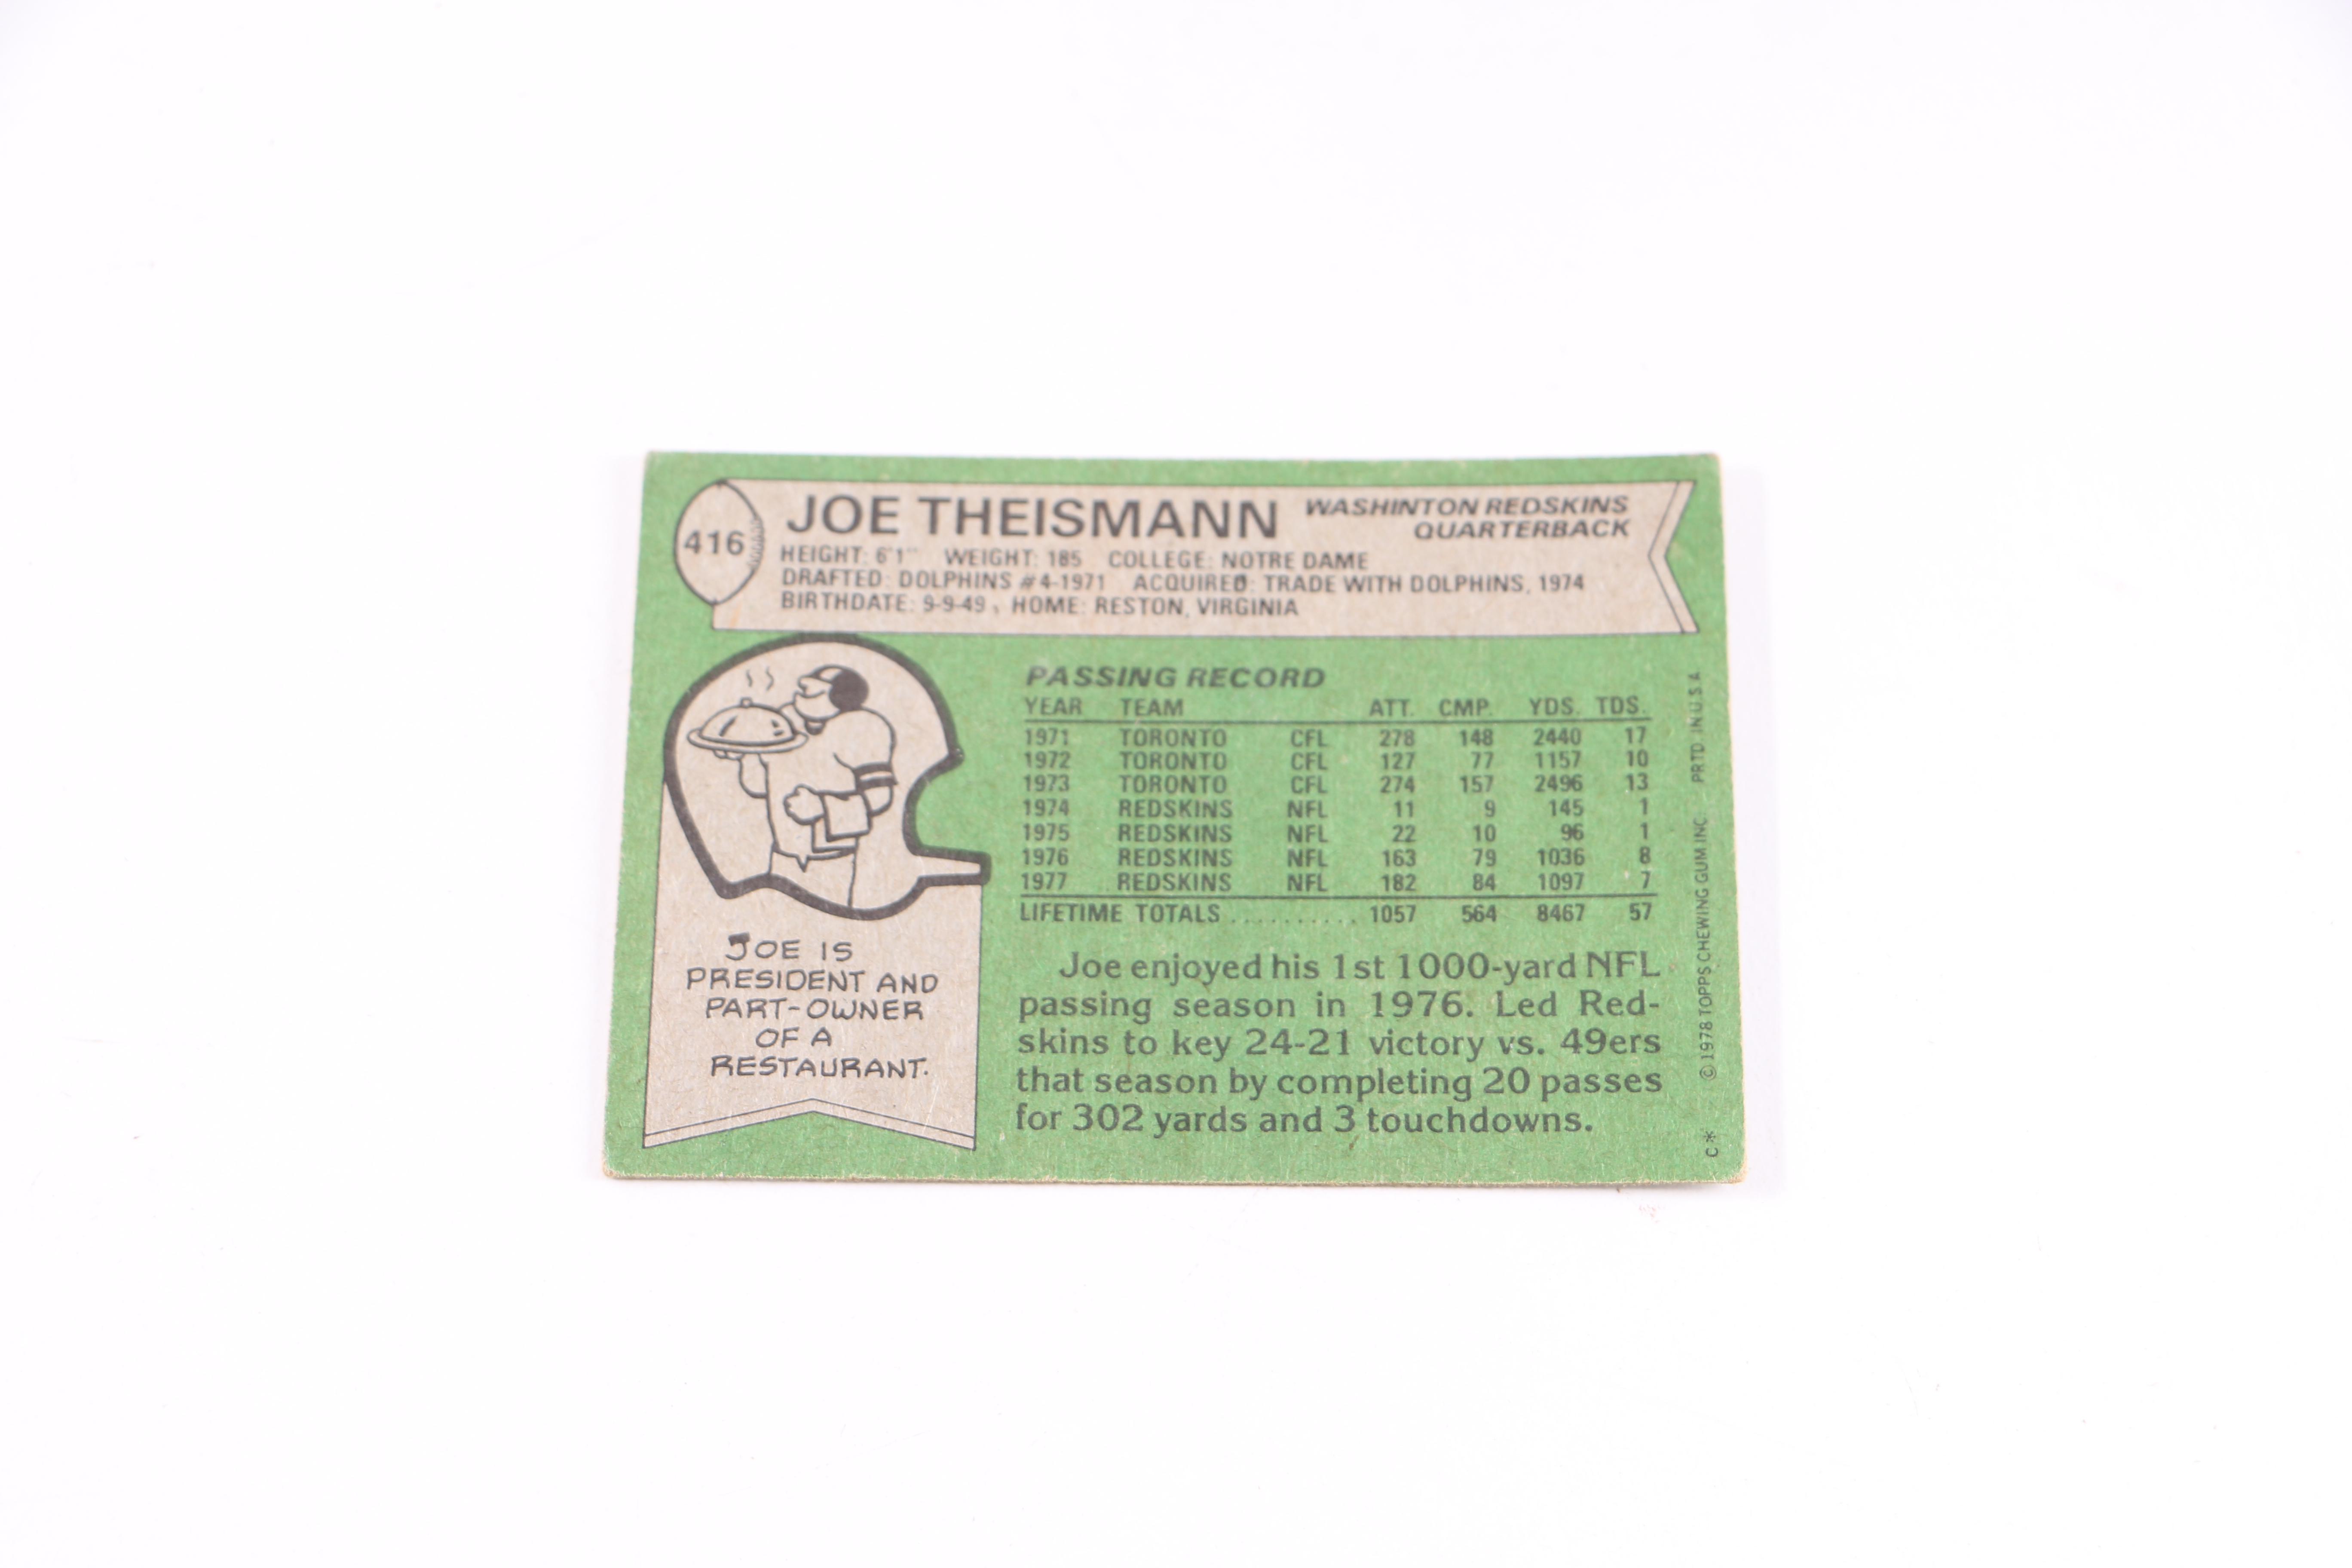 416
JOE THEISMANN
WASHINTON REDSKINS
QUARTERBACK
HEIGHT: 6'1" WEIGHT: 185 COLLEGE: NOTRE DAME
DRAFTED: DOLPHINS #4-1971 ACQUIRED: TRADE WITH DOLPHINS, 1974
BIRTHDATE: 9-9-49, HOME: RESTON, VIRGINIA
JOE IS
PRESIDENT AND
PART-OWNER
OF A
RESTAURANT.
PASSING RECORD
YEAR TEAM ATT. CMP. YDS. TDS.
1971 TORONTO CFL 278 148 2440 17
1972 TORONTO CFL 127 77 1157 10
1973 TORONTO CFL 274 157 2496 13
1974 REDSKINS NFL 11 9 145 1
1975 REDSKINS NFL 22 10 96 1
1976 REDSKINS NFL 163 79 1036 8
1977 REDSKINS NFL 182 84 1097 7
LIFETIME TOTALS ........... 1057 564 8467 57
Joe enjoyed his 1st 1000-yard NFL
passing season in 1976. Led Red-
skins to key 24-21 victory vs. 49ers
that season by completing 20 passes
for 302 yards and 3 touchdowns.
C* © 1978 TOPPS CHEWING GUM INC. PRTD. IN U.S.A